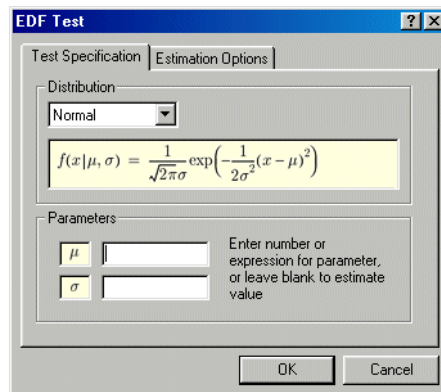 EDF Test
Test Specification Estimation Options
Distribution
Normal
f(x|μ, σ) = 1/(√2πσ) exp(−1/(2σ²)(x − μ)²)
Parameters
μ
σ
Enter number or
expression for parameter,
or leave blank to estimate
value
OK Cancel